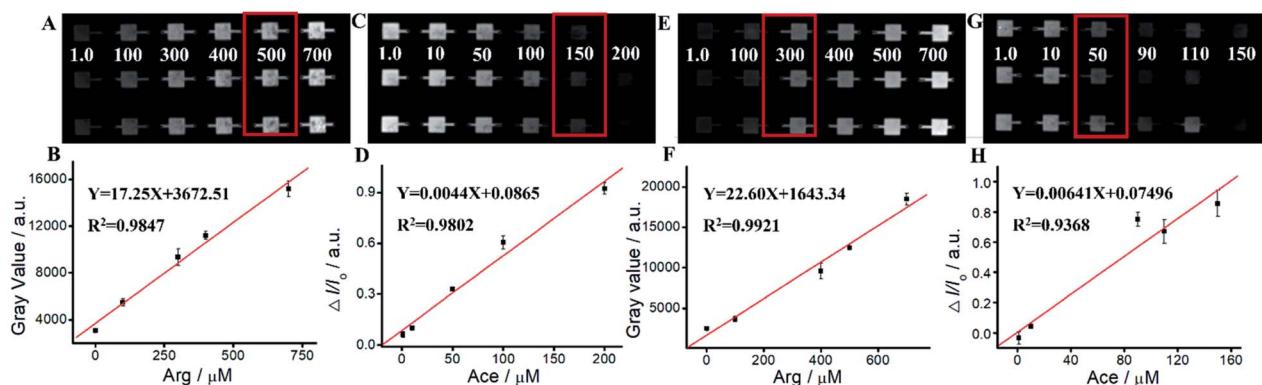 A
1.0 100 300 400 500 700
C
1.0 10 50 100 150 200
E
1.0 100 300 400 500 700
G
1.0 10 50 90 110 150
B
Y=17.25X+3672.51
R²=0.9847
Gray Value / a.u.
16000
12000
8000
4000
0 250 500 750
Arg / μM
D
Y=0.0044X+0.0865
R²=0.9802
△ I/Io / a.u.
0.9
0.6
0.3
0.0
0 50 100 150 200
Ace / μM
F
Y=22.60X+1643.34
R²=0.9921
Gray value / a.u.
20000
15000
10000
5000
0 200 400 600
Arg / μM
H
Y=0.00641X+0.07496
R²=0.9368
△ I/Io / a.u.
1.0
0.8
0.6
0.4
0.2
0.0
0 40 80 120 160
Ace / μM